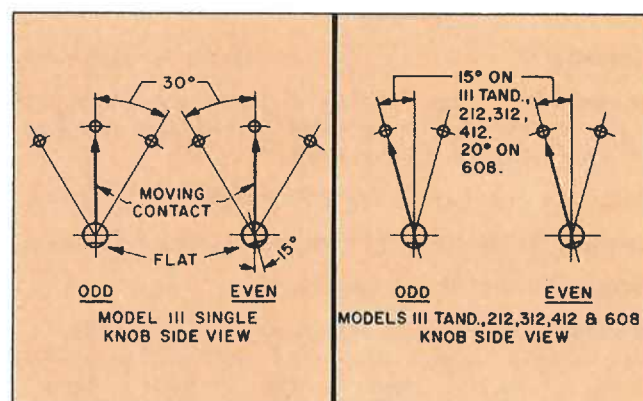 30°
MOVING
CONTACT
FLAT
15°
ODD
EVEN
MODEL III SINGLE
KNOB SIDE VIEW
15° ON
III TAND.,
212,312,
412.
20° ON
608.
ODD
EVEN
MODELS III TAND.,212,312,412 & 608
KNOB SIDE VIEW